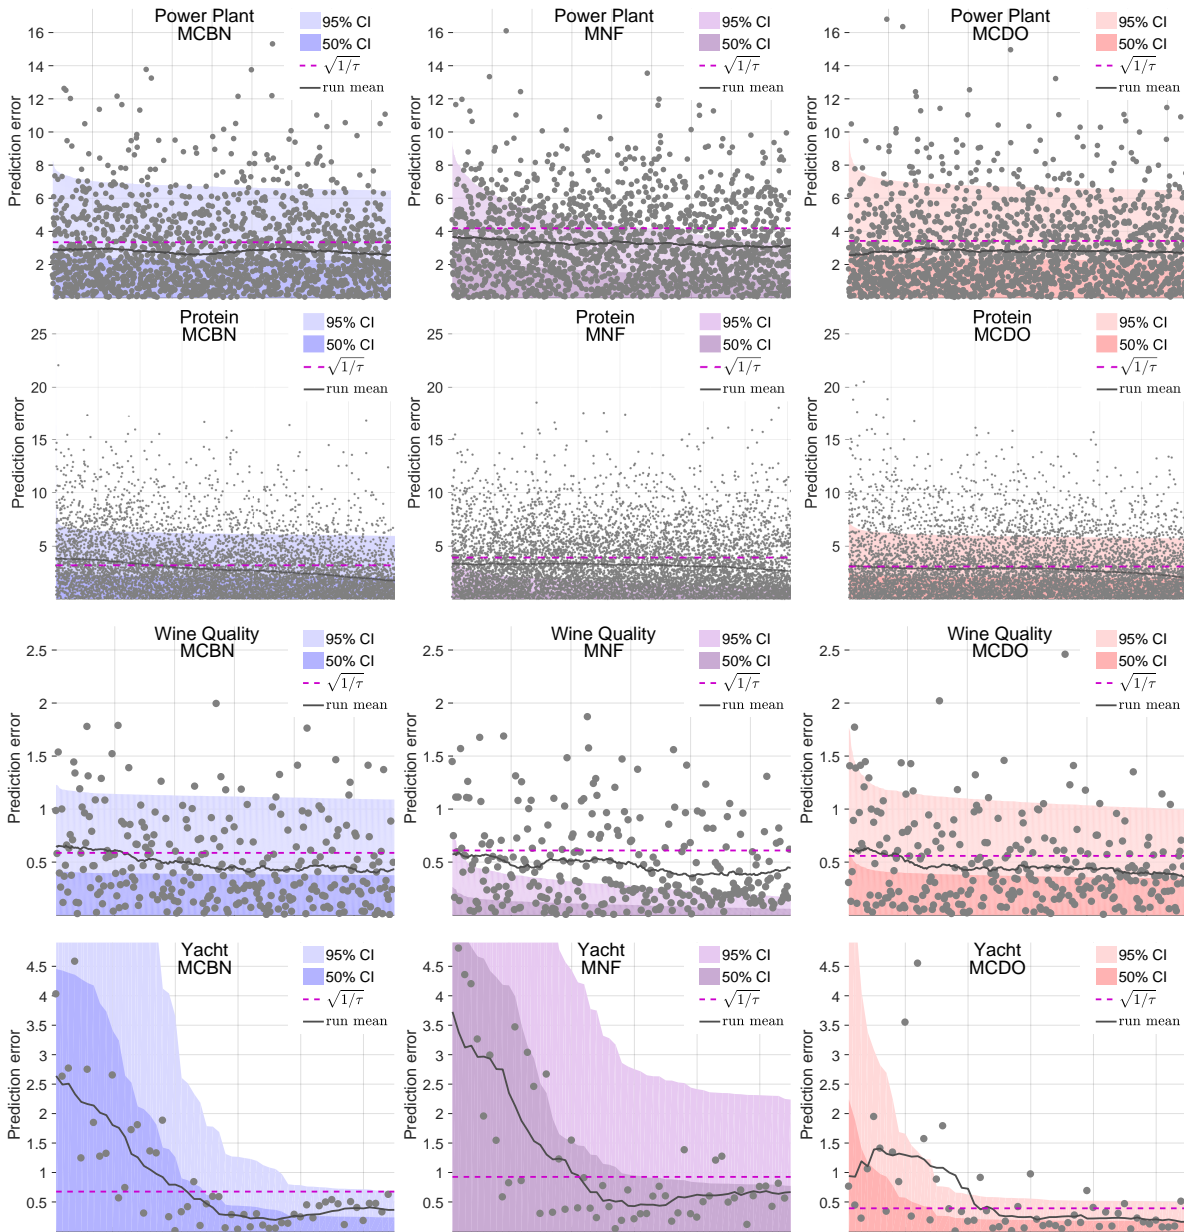 Power Plant
MCBN
95% CI
50% CI
√1/τ
run mean
Prediction error
16
14
12
10
8
6
4
2
Power Plant
MNF
95% CI
50% CI
√1/τ
run mean
Prediction error
16
14
12
10
8
6
4
2
Power Plant
MCDO
95% CI
50% CI
√1/τ
run mean
Prediction error
16
14
12
10
8
6
4
2
Protein
MCBN
95% CI
50% CI
√1/τ
run mean
Prediction error
25
20
15
10
5
Protein
MNF
95% CI
50% CI
√1/τ
run mean
Prediction error
25
20
15
10
5
Protein
MCDO
95% CI
50% CI
√1/τ
run mean
Prediction error
25
20
15
10
5
Wine Quality
MCBN
95% CI
50% CI
√1/τ
run mean
Prediction error
2.5
2
1.5
1
0.5
Wine Quality
MNF
95% CI
50% CI
√1/τ
run mean
Prediction error
2.5
2
1.5
1
0.5
Wine Quality
MCDO
95% CI
50% CI
√1/τ
run mean
Prediction error
2.5
2
1.5
1
0.5
Yacht
MCBN
95% CI
50% CI
√1/τ
run mean
Prediction error
4.5
4
3.5
3
2.5
2
1.5
1
0.5
Yacht
MNF
95% CI
50% CI
√1/τ
run mean
Prediction error
4.5
4
3.5
3
2.5
2
1.5
1
0.5
Yacht
MCDO
95% CI
50% CI
√1/τ
run mean
Prediction error
4.5
4
3.5
3
2.5
2
1.5
1
0.5